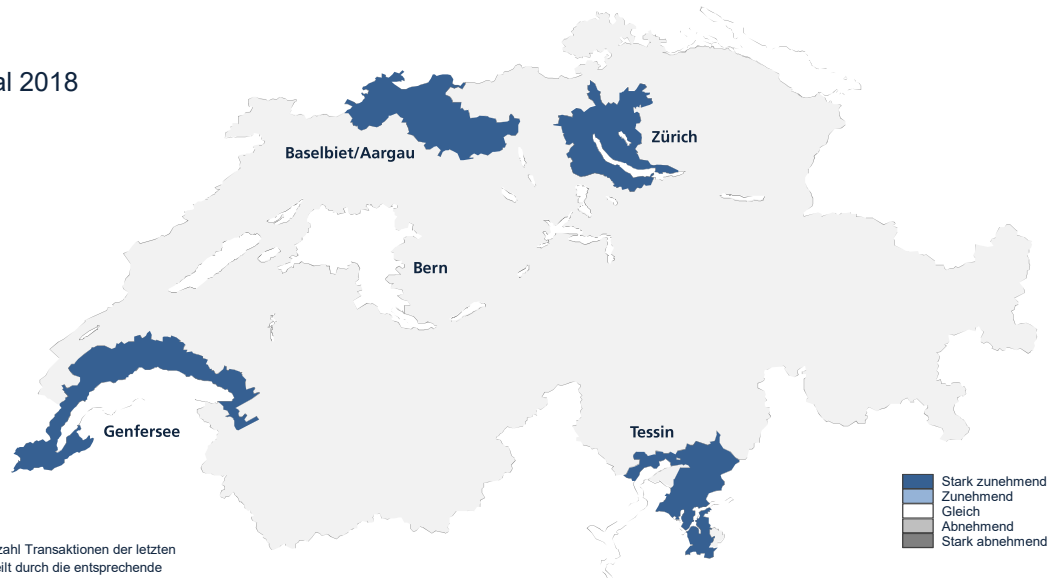 al 2018
Baselbiet/Aargau
Zürich
Bern
Genfersee
Tessin
Stark zunehmend
Zunehmend
Gleich
Abnehmend
Stark abnehmend
zahl Transaktionen der letzten
eilt durch die entsprechende